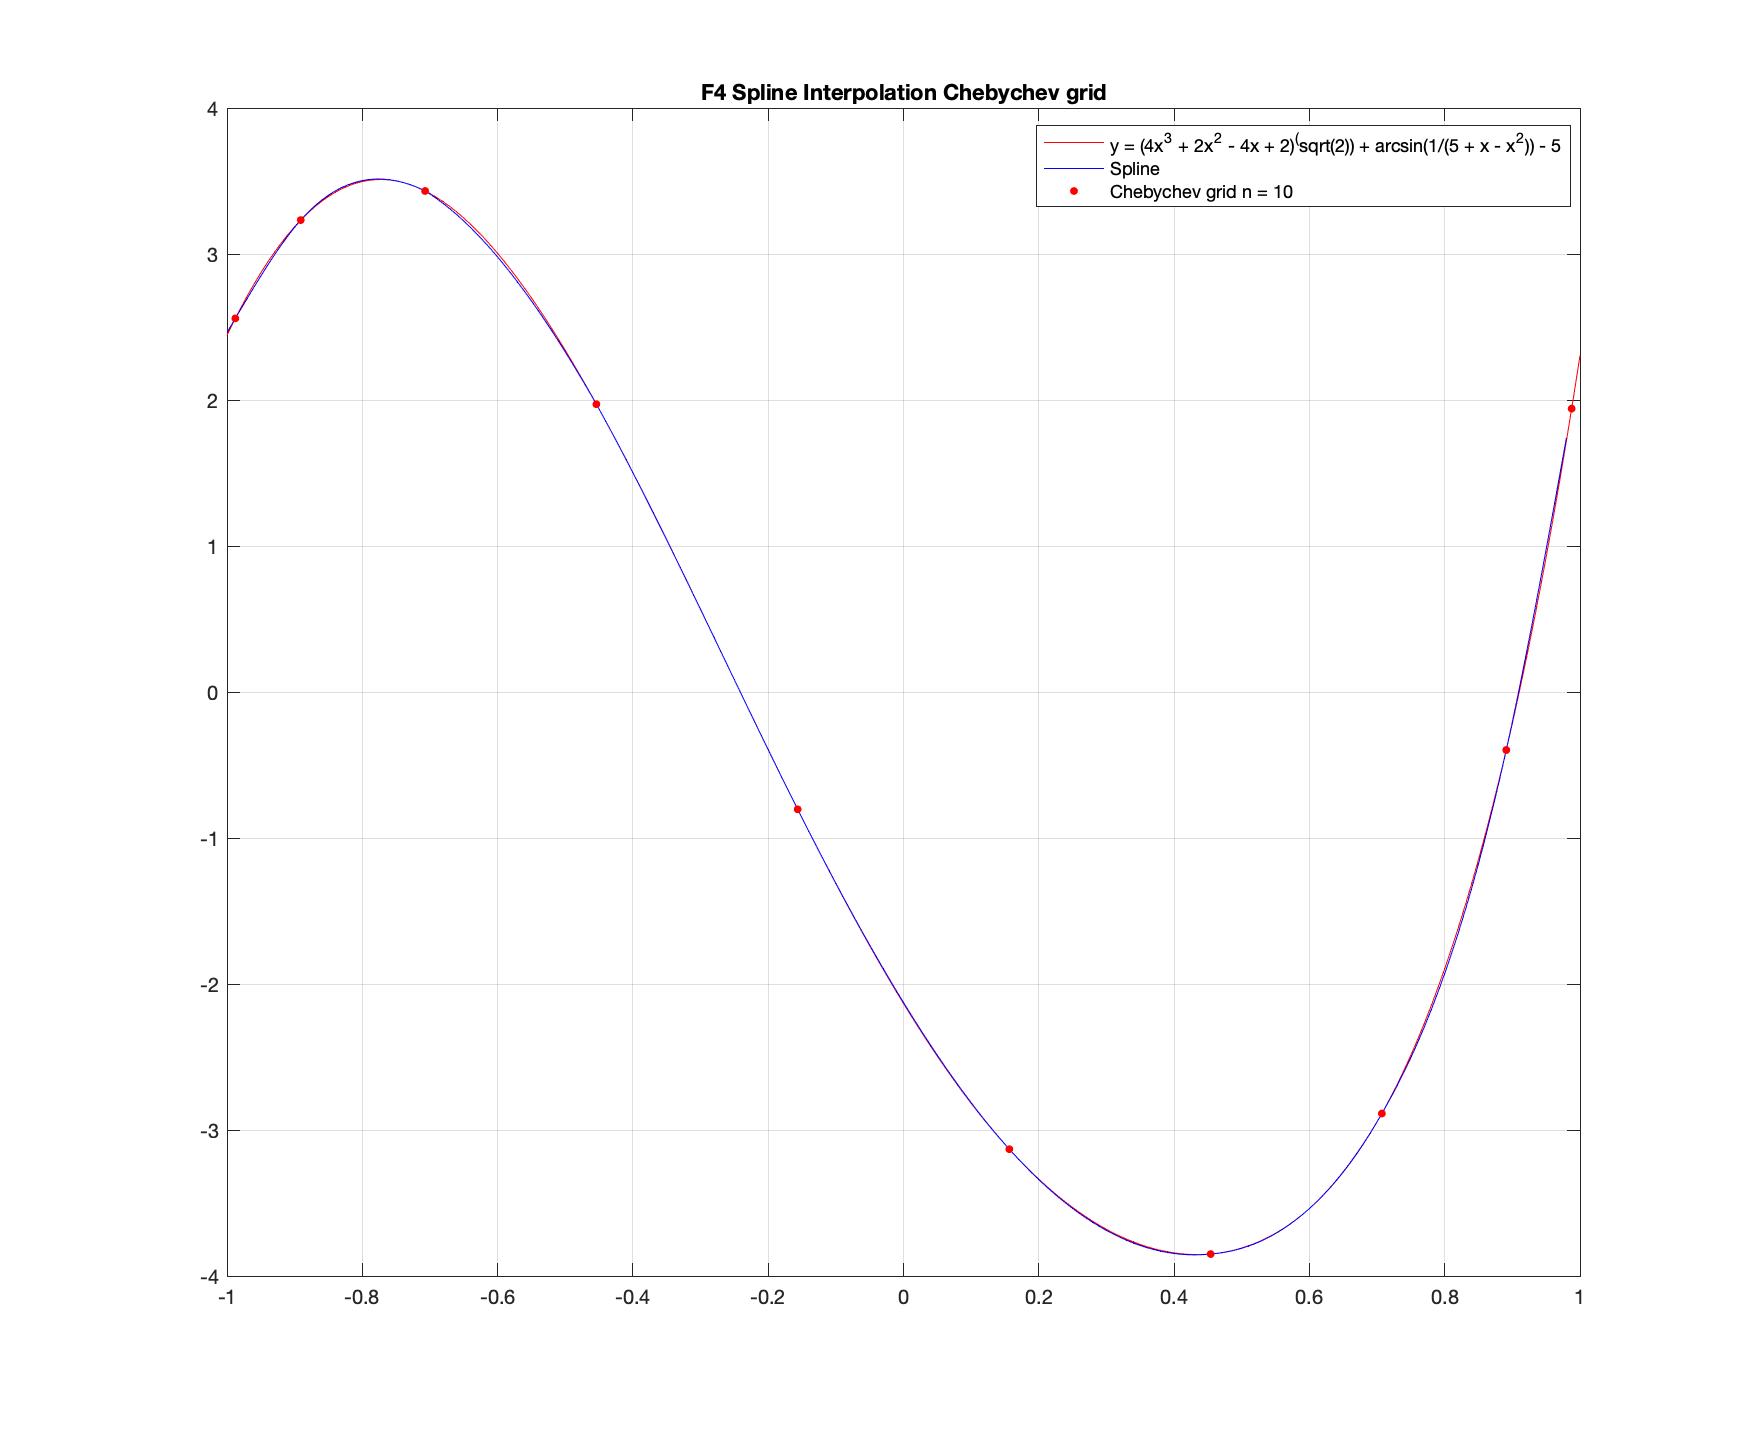 F4 Spline Interpolation Chebychev grid
4
y = (4x^3 + 2x^2 - 4x + 2)^(sqrt(2)) + arcsin(1/(5 + x - x^2)) - 5
Spline
Chebychev grid n = 10
3
2
1
0
-1
-2
-3
-4
-1 -0.8 -0.6 -0.4 -0.2 0 0.2 0.4 0.6 0.8 1